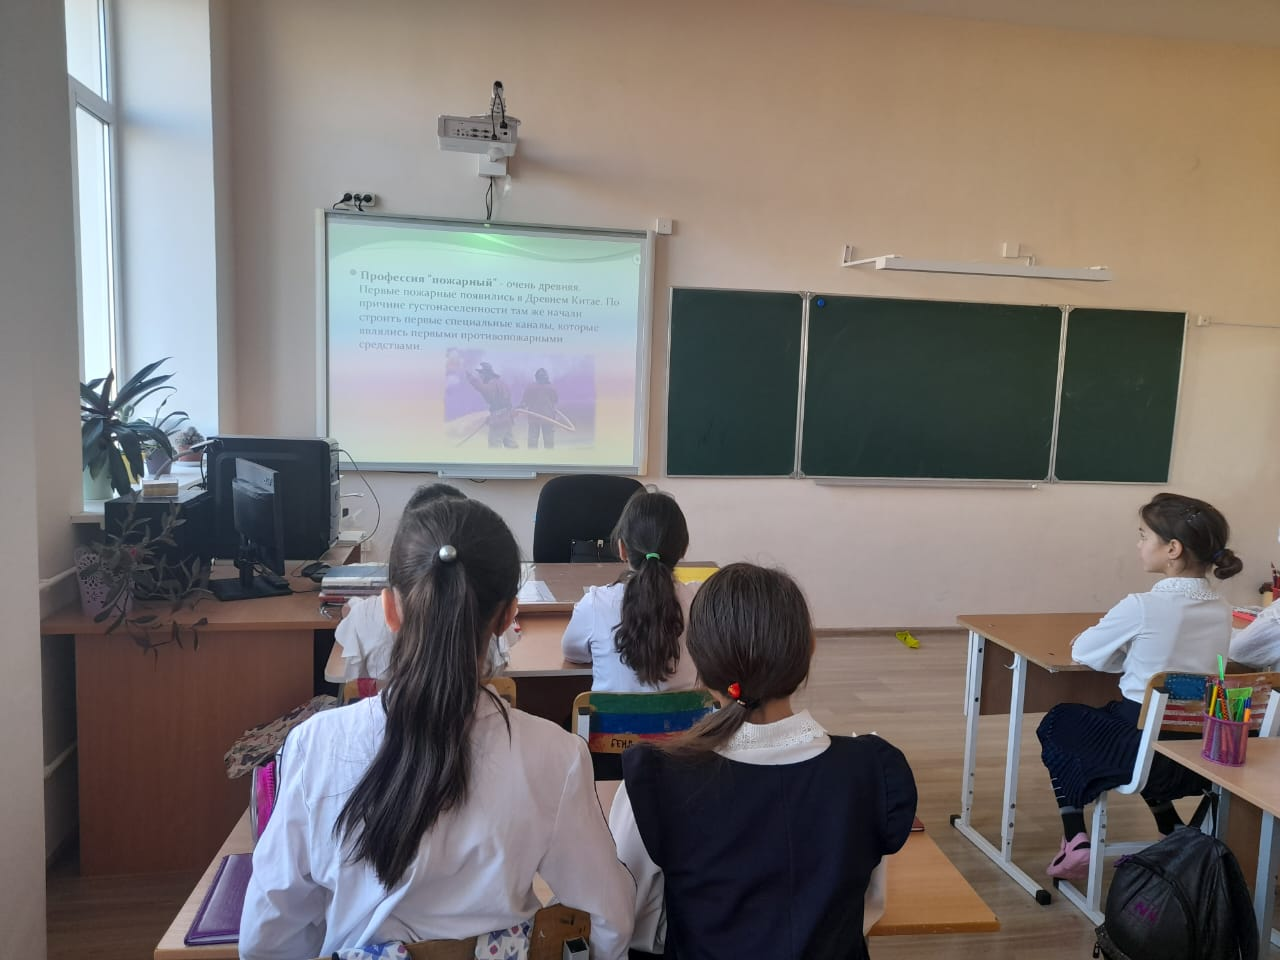 Профессия "пожарный" - очень древняя.
Первые пожарные появились в Древнем Китае. По
причине густонаселенности там же начали
строить первые специальные каналы, которые
являлись первыми противопожарными
средствами.